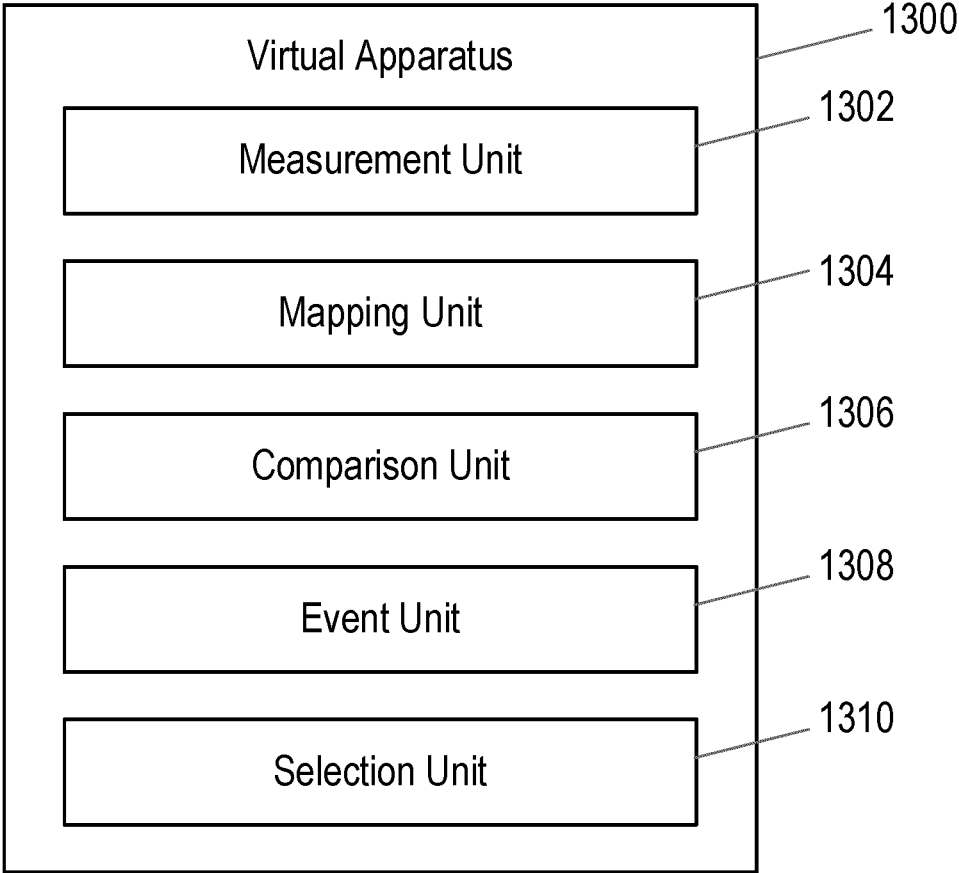 1300
Virtual Apparatus
1302
Measurement Unit
1304
Mapping Unit
1306
Comparison Unit
1308
Event Unit
1310
Selection Unit